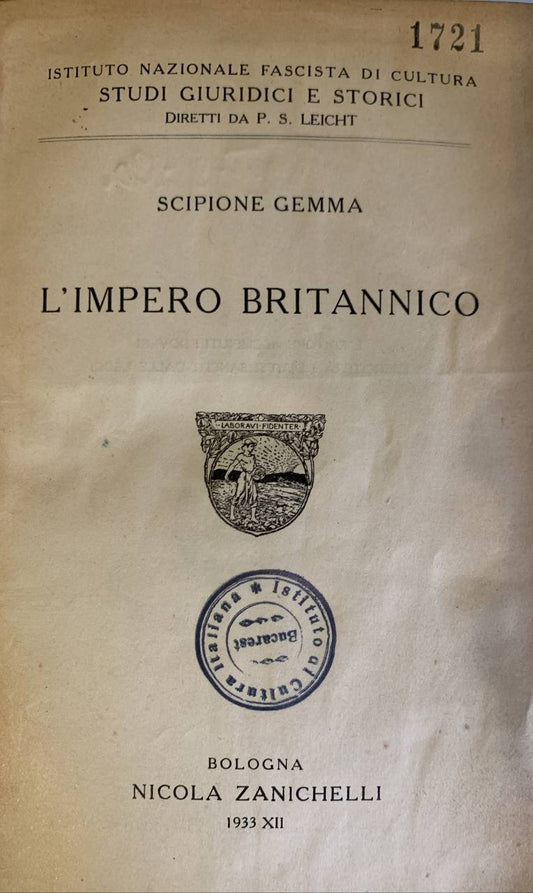 1721
ISTITUTO NAZIONALE FASCISTA DI CULTURA
STUDI GIURIDICI E STORICI
DIRETTI DA P. S. LEICHT
SCIPIONE GEMMA
L'IMPERO BRITANNICO
LABORAVI · FIDENTER
* Istituto di Cultura Italiana
Bucarest
BOLOGNA
NICOLA ZANICHELLI
1933 XII